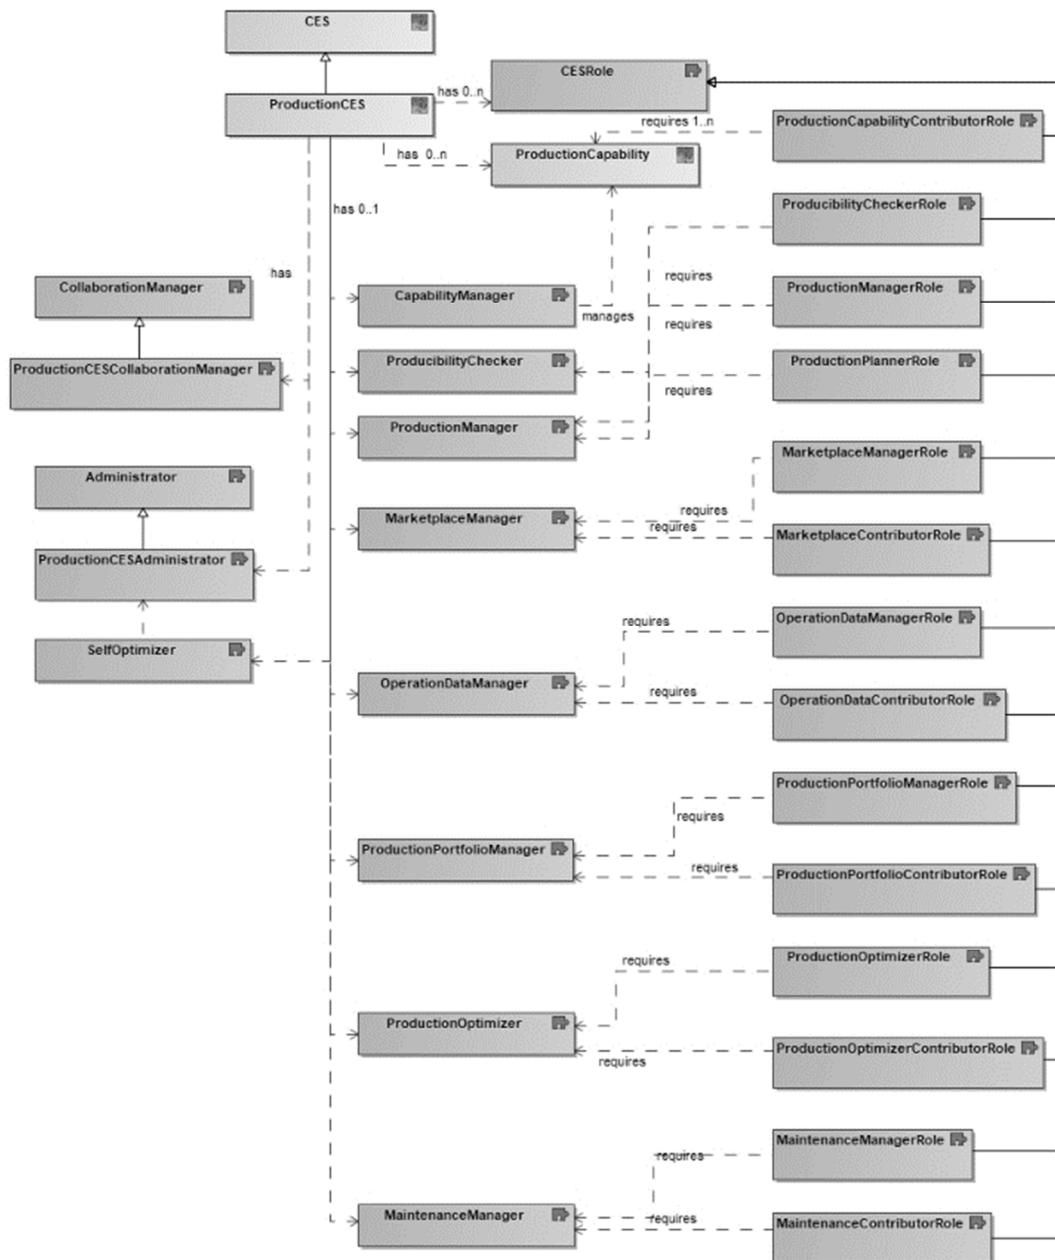 CES
CESRole
has 0..n
ProductionCES
requires 1..n
ProductionCapabilityContributorRole
has 0..n
ProductionCapability
ProducibilityCheckerRole
has 0..1
has
requires
CollaborationManager
CapabilityManager
ProductionManagerRole
manages
requires
ProductionCESCollaborationManager
ProducibilityChecker
ProductionPlannerRole
requires
ProductionManager
MarketplaceManagerRole
Administrator
MarketplaceManager
requires
requires
MarketplaceContributorRole
ProductionCESAdministrator
OperationDataManagerRole
requires
SelfOptimizer
OperationDataManager
requires
OperationDataContributorRole
ProductionPortfolioManagerRole
requires
ProductionPortfolioManager
requires
ProductionPortfolioContributorRole
ProductionOptimizerRole
requires
ProductionOptimizer
requires
ProductionOptimizerContributorRole
MaintenanceManagerRole
requires
MaintenanceManager
requires
MaintenanceContributorRole